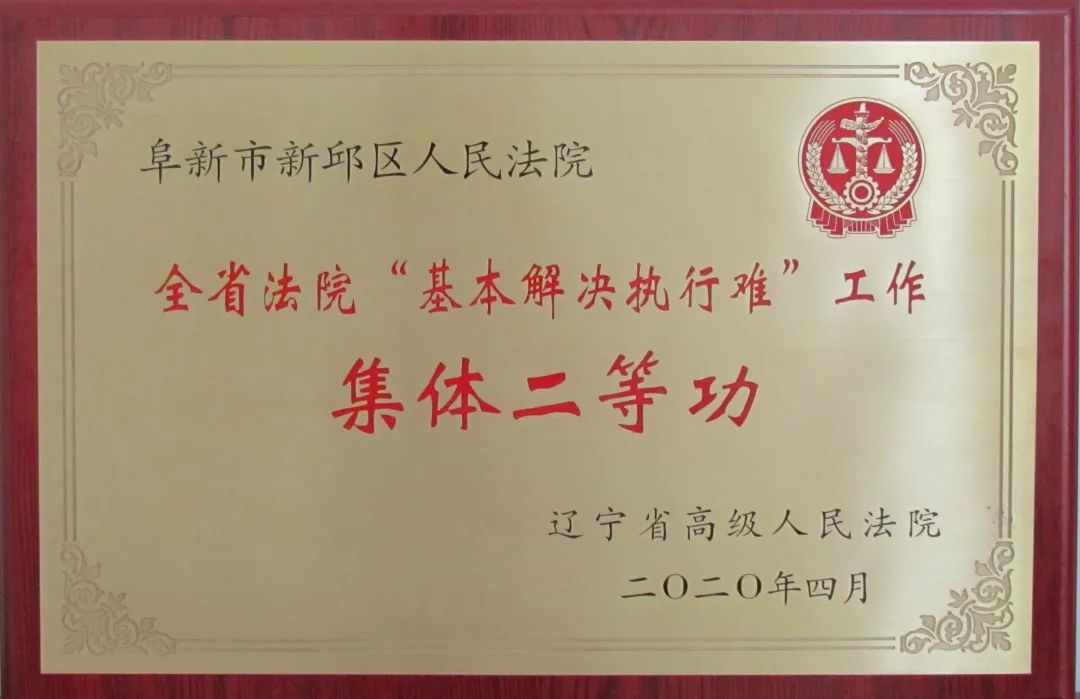 阜新市新邱区人民法院
全省法院“基本解决执行难”工作
集体二等功
辽宁省高级人民法院
二〇二〇年四月